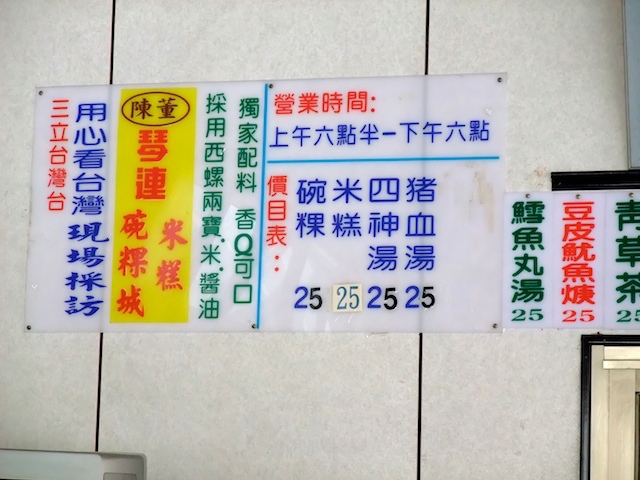 三立台灣台
用心看台灣現場採訪
陳董
琴連
碗粿城
米糕
採用西螺兩寶.米.醬油
獨家配料 香Q可口
營業時間:
上午六點半－下午六點
價目表:
碗粿 25
米糕 25
四神湯 25
猪血湯 25
鱈魚丸湯 25
豆皮魷魚焿 25
青草茶 25